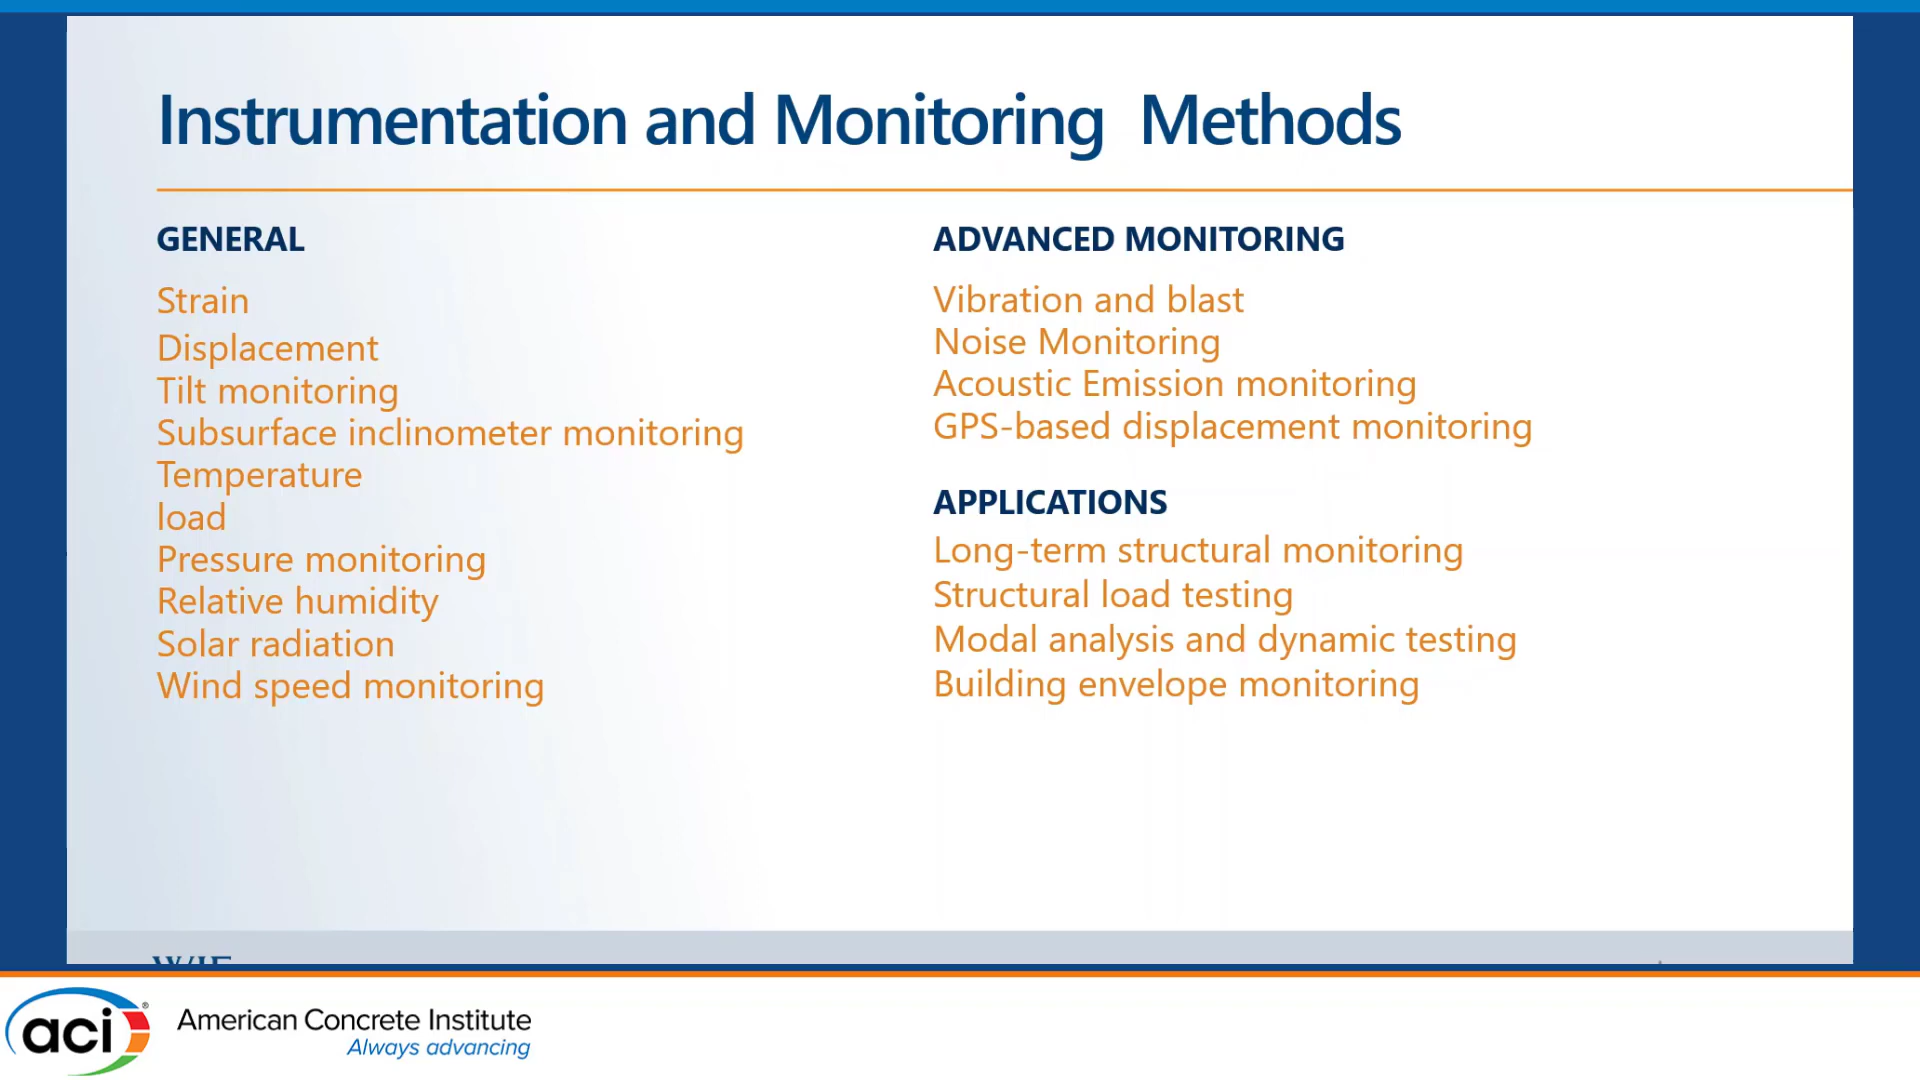 Instrumentation and Monitoring Methods
GENERAL
Strain
Displacement
Tilt monitoring
Subsurface inclinometer monitoring
Temperature
load
Pressure monitoring
Relative humidity
Solar radiation
Wind speed monitoring
ADVANCED MONITORING
Vibration and blast
Noise Monitoring
Acoustic Emission monitoring
GPS-based displacement monitoring
APPLICATIONS
Long-term structural monitoring
Structural load testing
Modal analysis and dynamic testing
Building envelope monitoring
aci®
American Concrete Institute
Always advancing